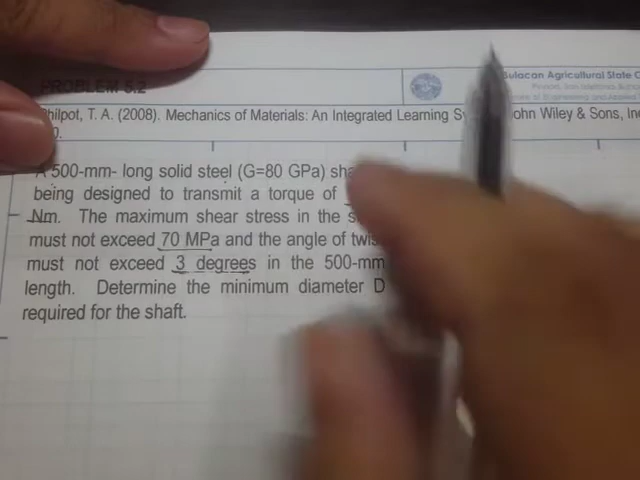 PROBLEM 5.2
Bulacan Agricultural State
Philpot, T. A. (2008). Mechanics of Materials: An Integrated Learning John Wiley & Sons,
A 500-mm- long solid steel (G=80 GPa)
being designed to transmit a torque of
Nm. The maximum shear stress in the
must not exceed 70 MPa and the angle of
must not exceed 3 degrees in the 500-mm
length. Determine the minimum diameter D
required for the shaft.